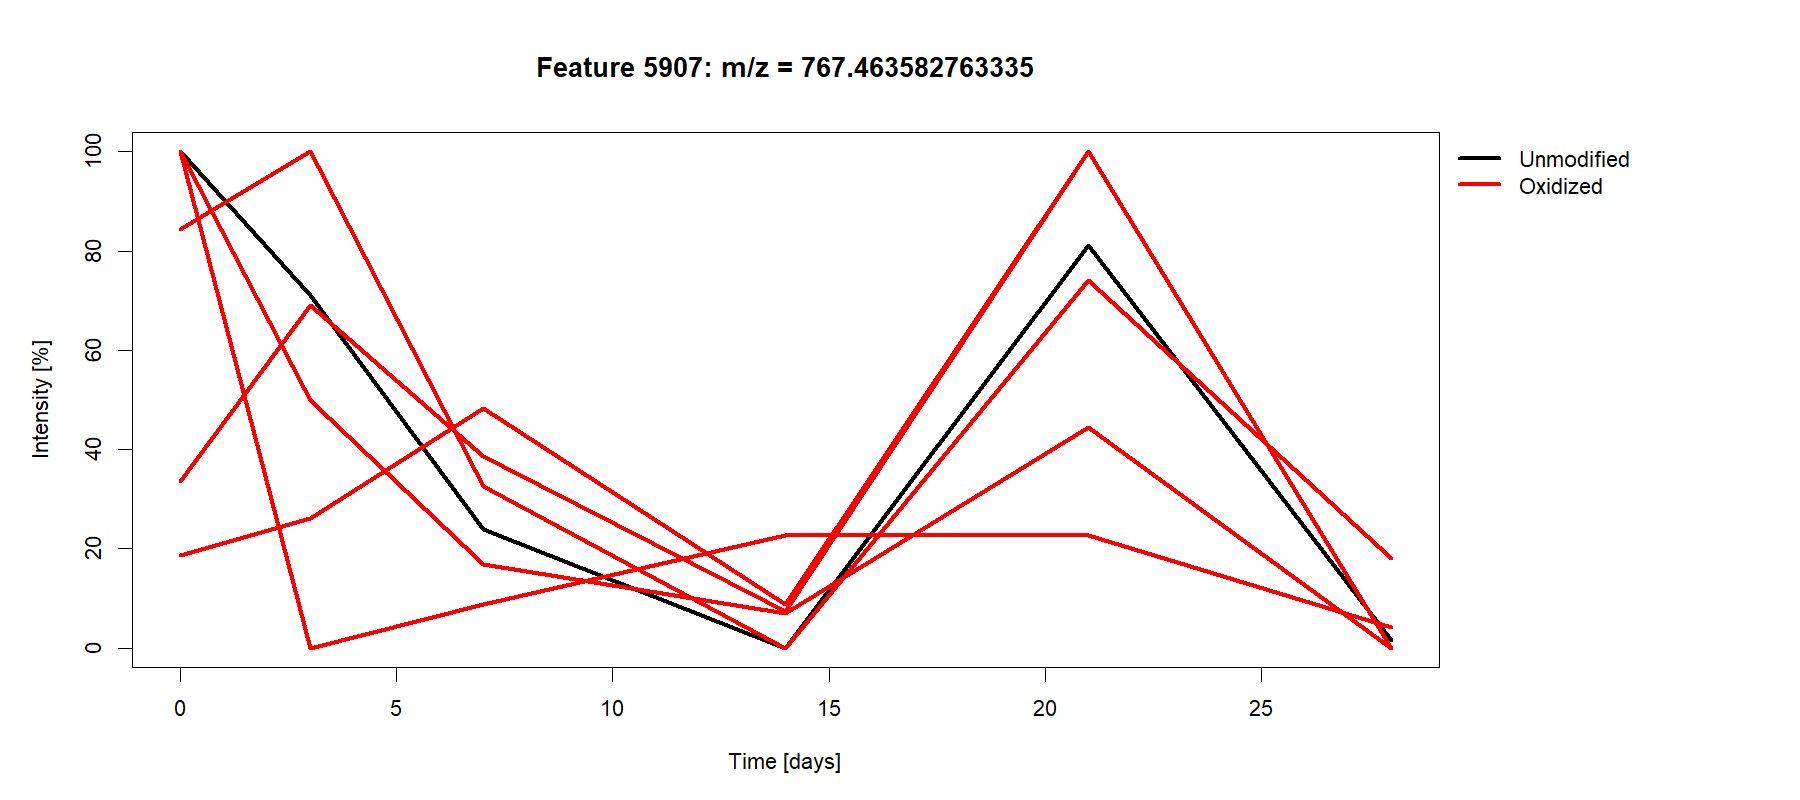 Feature 5907: m/z = 767.463582763335
Unmodified
Oxidized
Intensity [%]
100
80
60
40
20
0
0 5 10 15 20 25
Time [days]